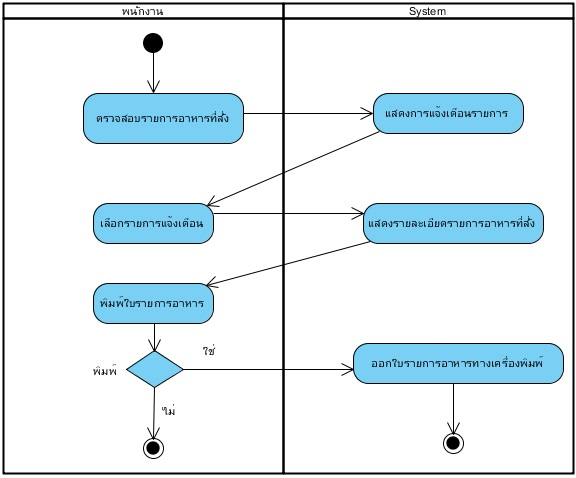 พนักงาน
System
ตรวจสอบรายการอาหารที่สั่ง
แสดงการแจ้งเตือนรายการ
เลือกรายการแจ้งเตือน
แสดงรายละเอียดรายการอาหารที่สั่ง
พิมพ์ใบรายการอาหาร
ใช่
พิมพ์
ออกใบรายการอาหารทางเครื่องพิมพ์
ไม่